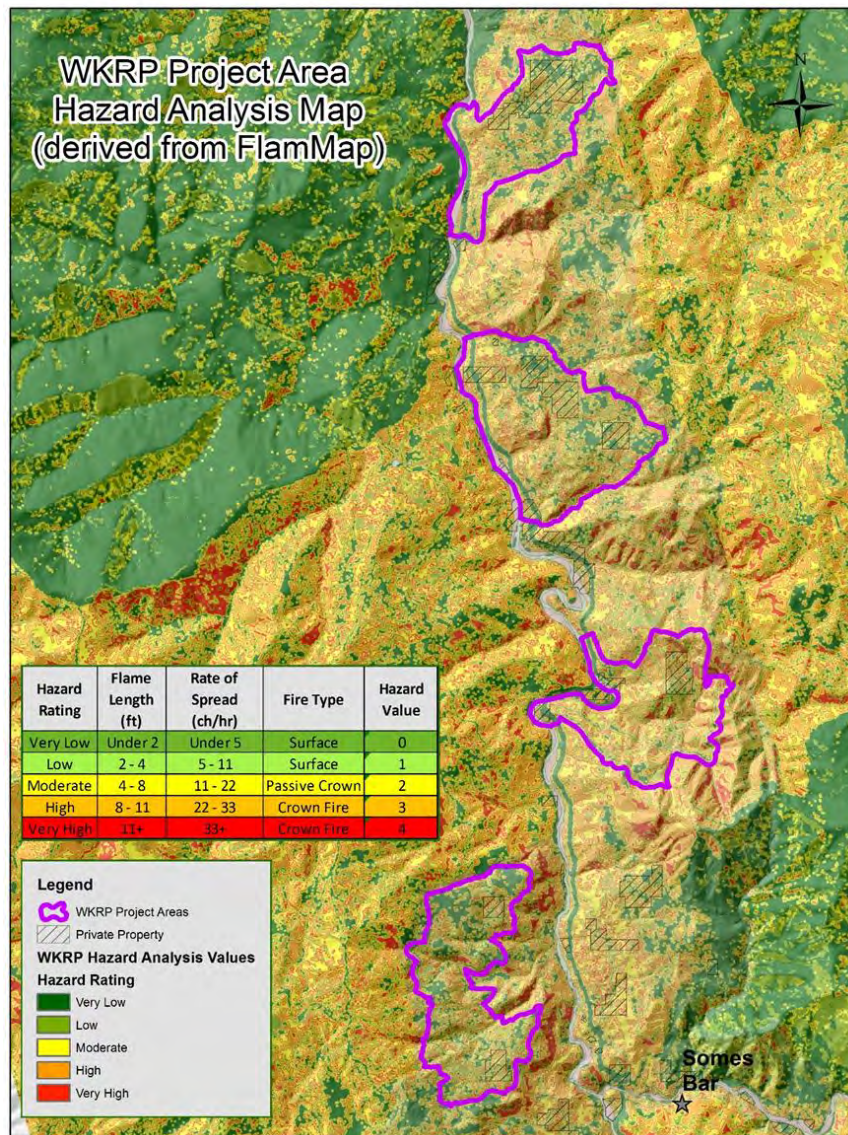 WKRP Project Area
Hazard Analysis Map
(derived from FlamMap)
N
Hazard Rating | Flame Length (ft) | Rate of Spread (ch/hr) | Fire Type | Hazard Value
Very Low | Under 2 | Under 5 | Surface | 0
Low | 2 - 4 | 5 - 11 | Surface | 1
Moderate | 4 - 8 | 11 - 22 | Passive Crown | 2
High | 8 - 11 | 22 - 33 | Crown Fire | 3
Very High | 11+ | 33+ | Crown Fire | 4
Legend
WKRP Project Areas
Private Property
WKRP Hazard Analysis Values
Hazard Rating
Very Low
Low
Moderate
High
Very High
Somes
Bar